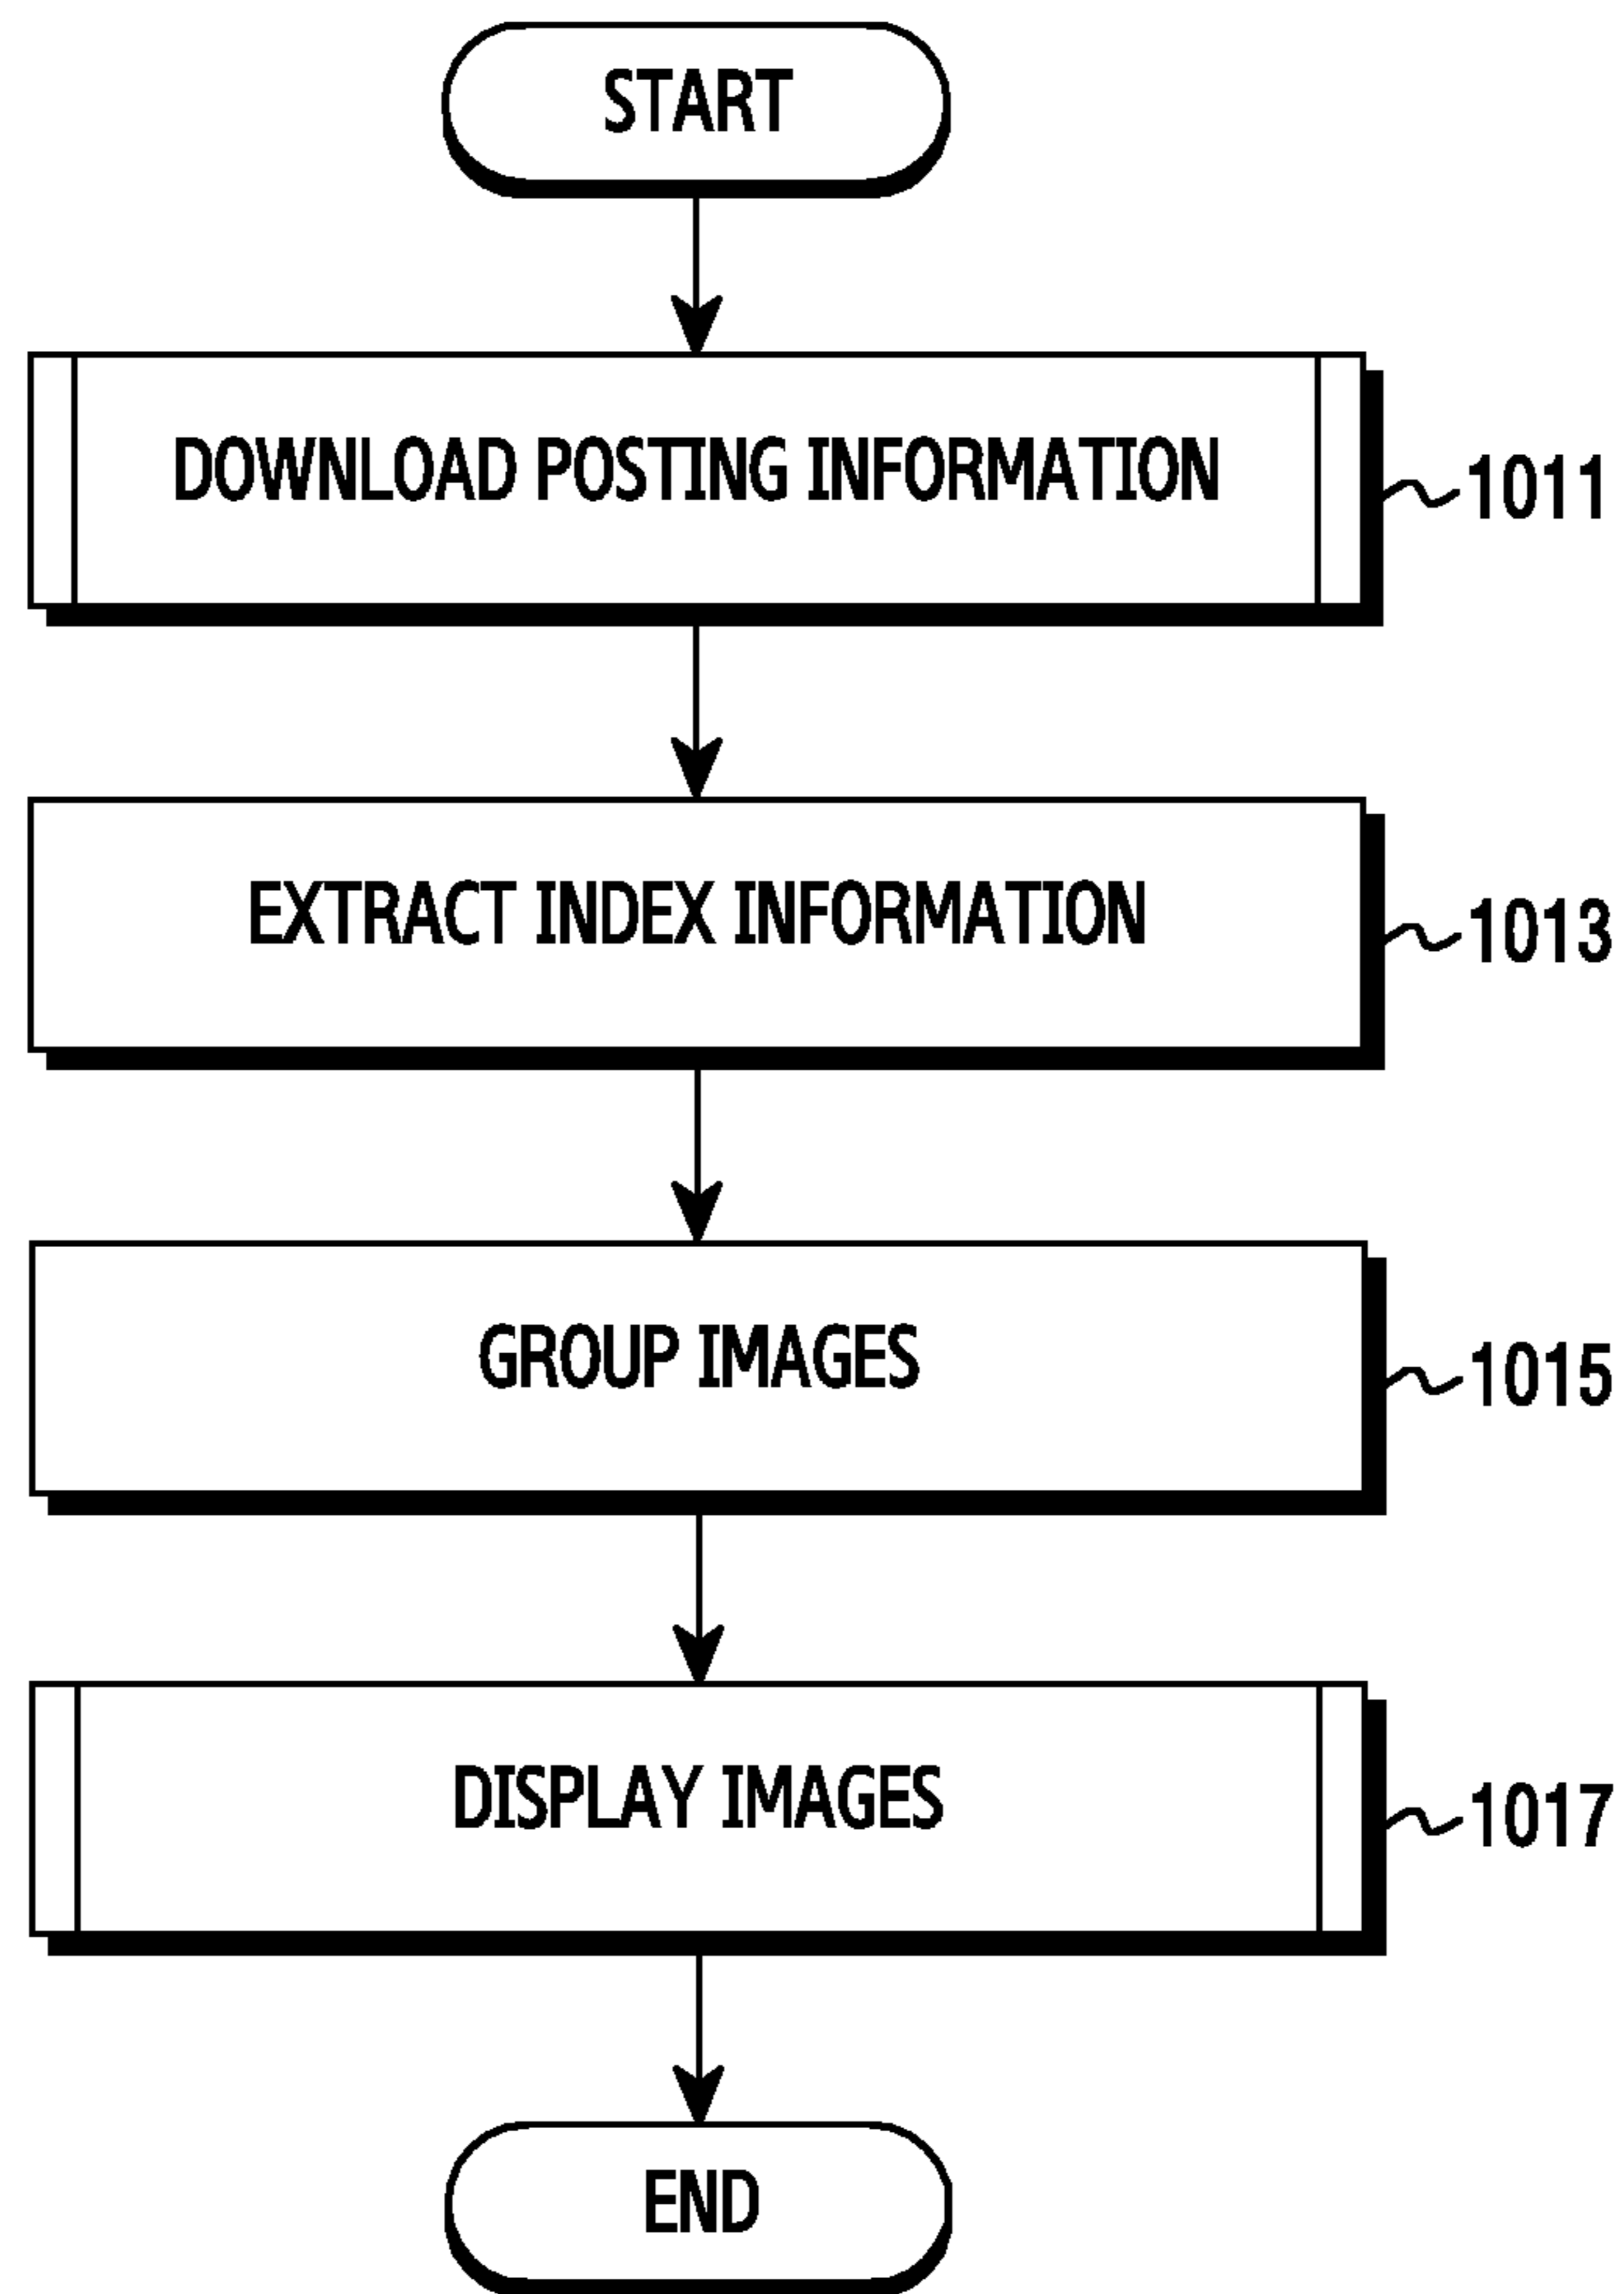 START
DOWNLOAD POSTING INFORMATION
1011
EXTRACT INDEX INFORMATION
1013
GROUP IMAGES
1015
DISPLAY IMAGES
1017
END